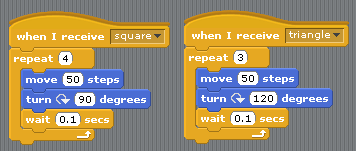 when I receive square
repeat 4
move 50 steps
turn 90 degrees
wait 0.1 secs
when I receive triangle
repeat 3
move 50 steps
turn 120 degrees
wait 0.1 secs